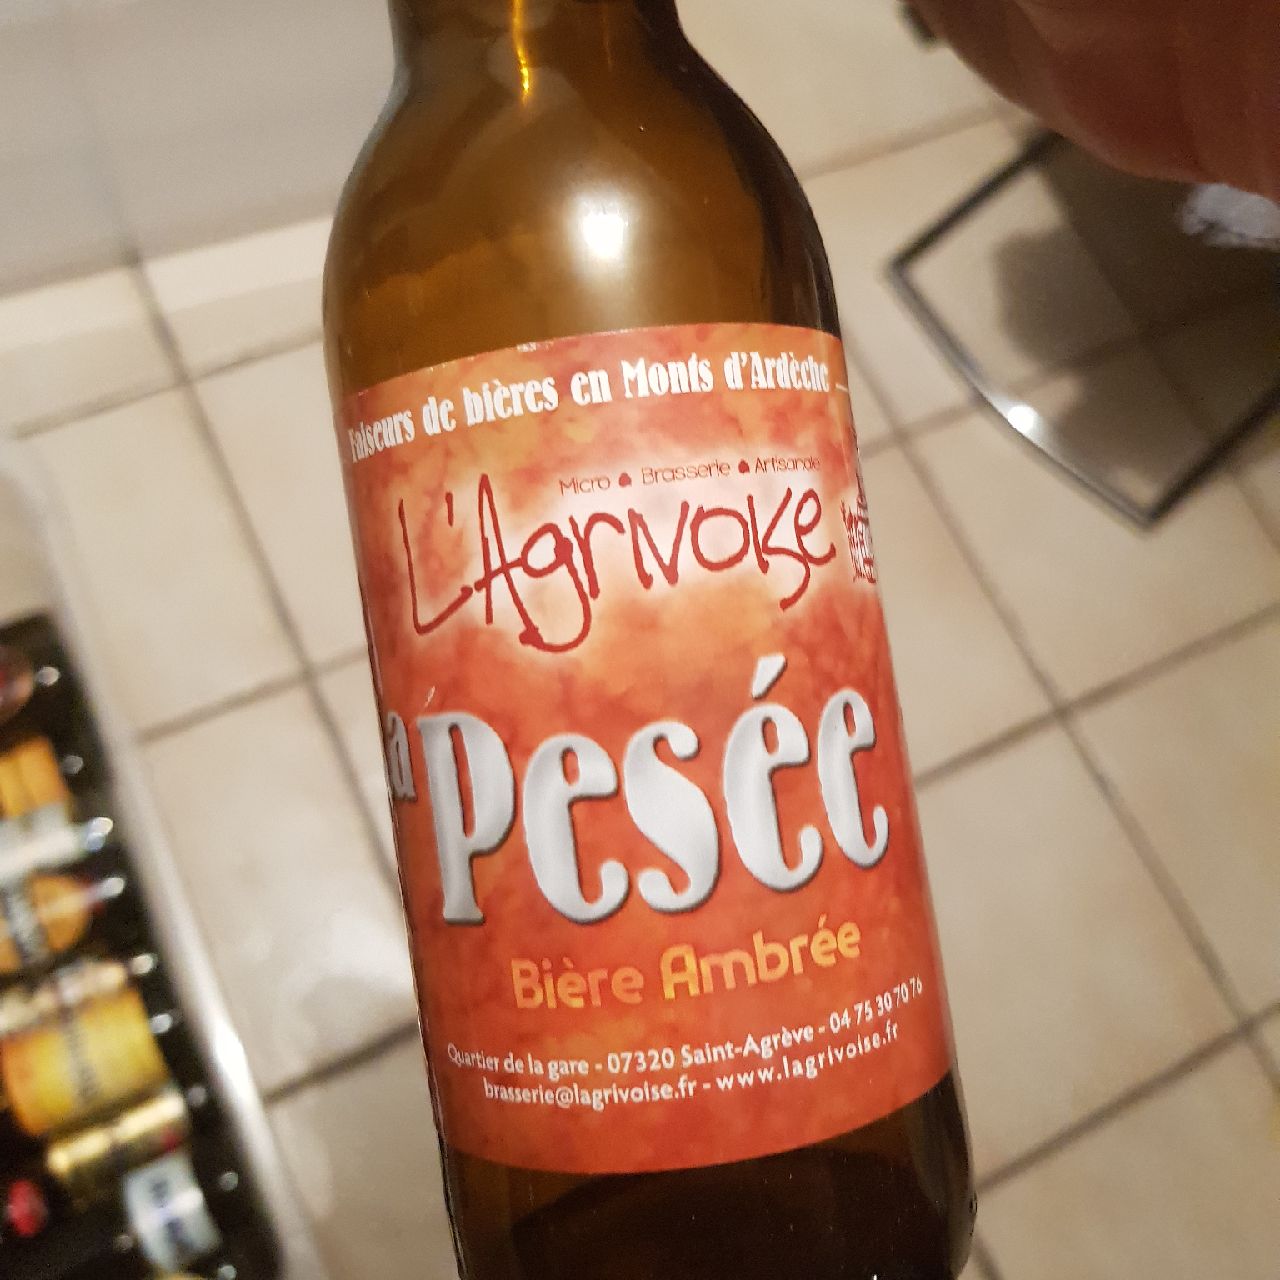 Faiseurs de bières en Monts d'Ardèche
Micro Brasserie Artisanale
L'Agrivoise
Pesée
Bière Ambrée
Quartier de la gare - 07320 Saint-Agrève - 04 75 30 70 76
brasserie@lagrivoise.fr - www.lagrivoise.fr